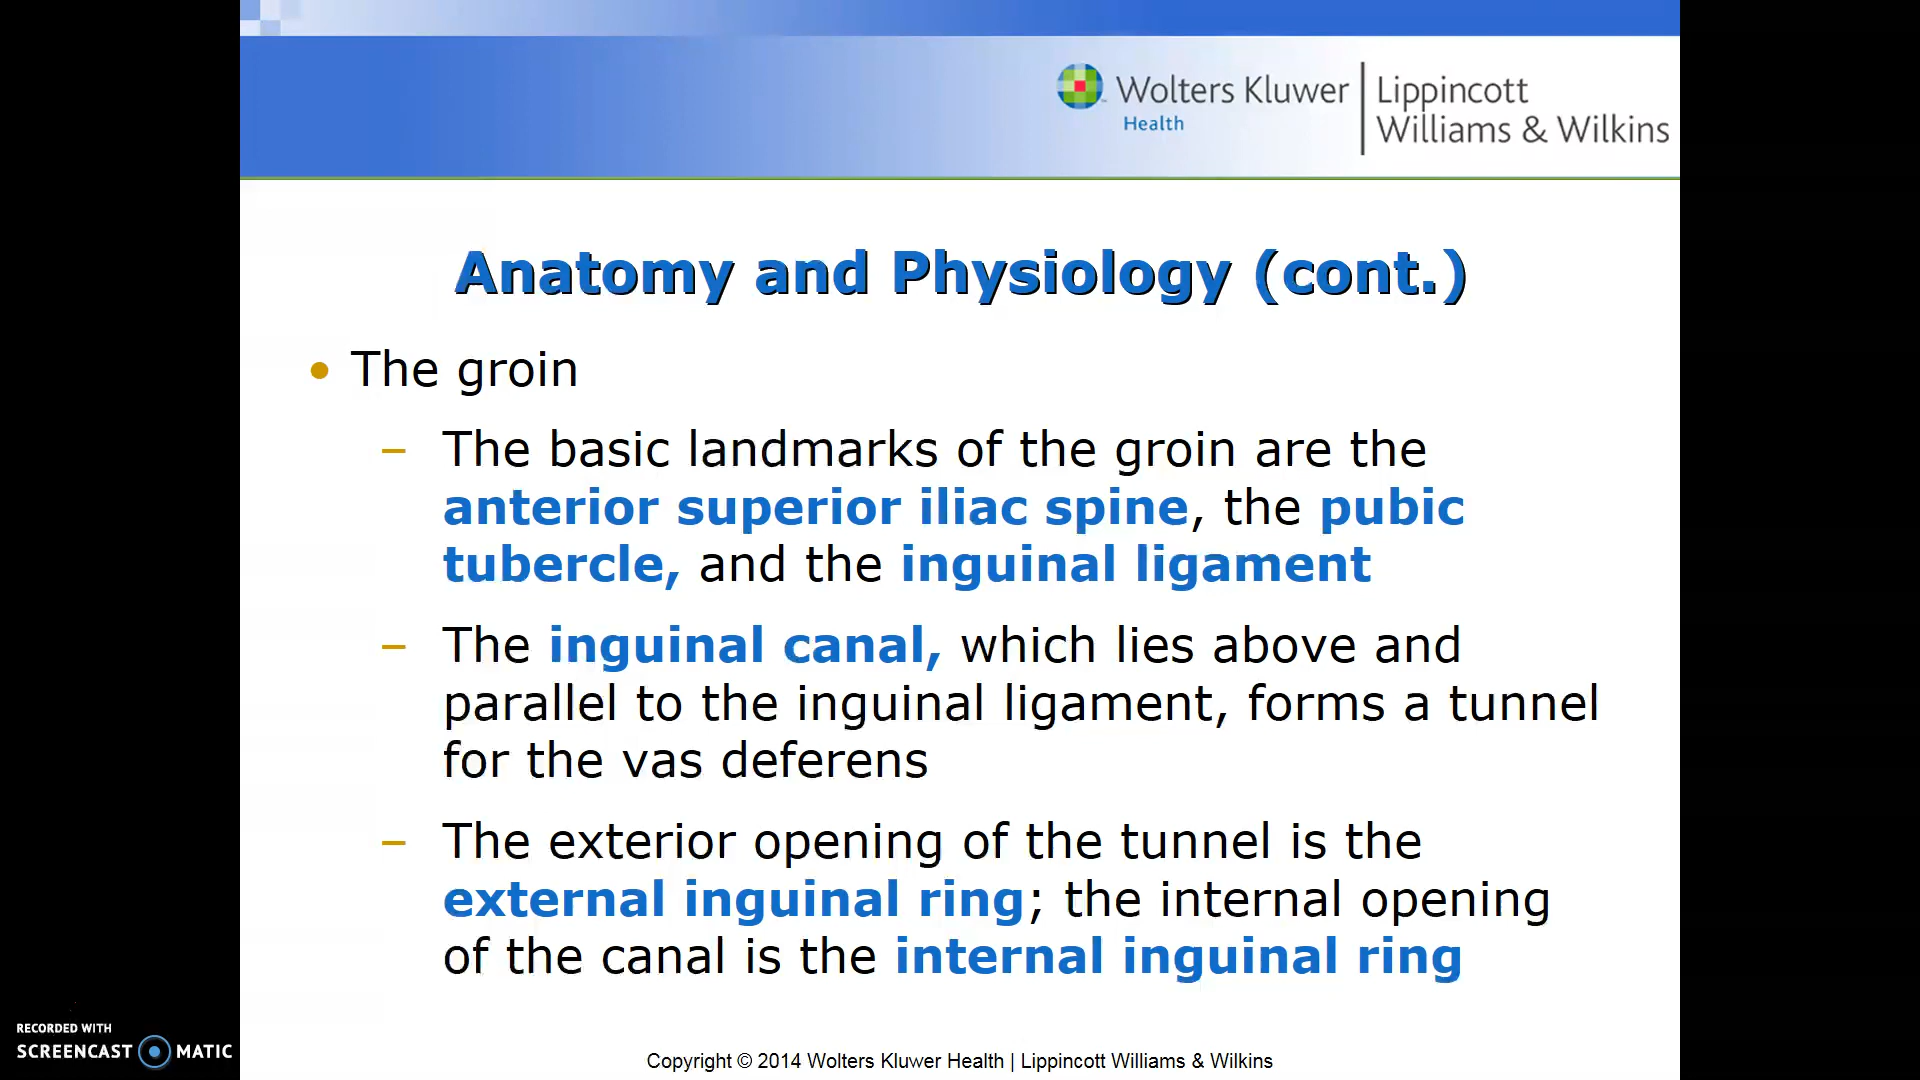 Wolters Kluwer
Health
Lippincott
Williams & Wilkins
Anatomy and Physiology (cont.)
• The groin
– The basic landmarks of the groin are the
anterior superior iliac spine, the pubic
tubercle, and the inguinal ligament
– The inguinal canal, which lies above and
parallel to the inguinal ligament, forms a tunnel
for the vas deferens
– The exterior opening of the tunnel is the
external inguinal ring; the internal opening
of the canal is the internal inguinal ring
RECORDED WITH
SCREENCAST MATIC
Copyright © 2014 Wolters Kluwer Health | Lippincott Williams & Wilkins